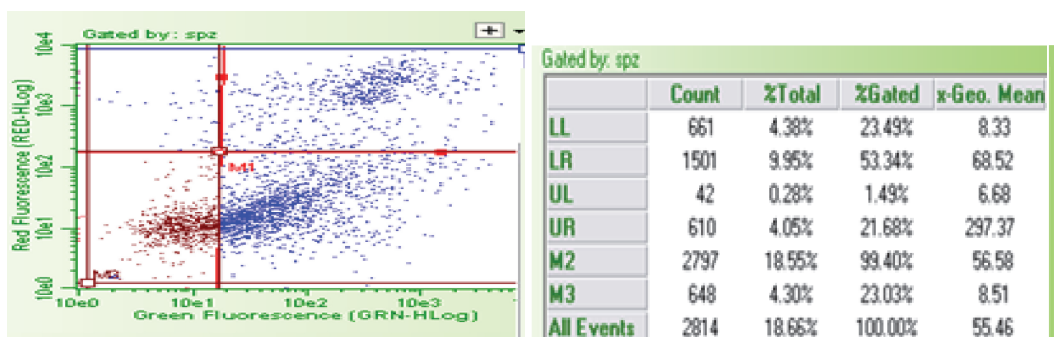 Gated by: spz
10e4
10e3
10e2
10e1
10e0
Red Fluorescence (RED-HLog)
M1
10e0 10e1 10e2 10e3
Green Fluorescence (GRN-HLog)
Gated by: spz
Count %Total %Gated x-Geo. Mean
LL 661 4.38% 23.49% 8.33
LR 1501 9.95% 53.34% 68.52
UL 42 0.28% 1.49% 6.68
UR 610 4.05% 21.68% 297.37
M2 2797 18.55% 99.40% 56.58
M3 648 4.30% 23.03% 8.51
All Events 2814 18.66% 100.00% 55.46